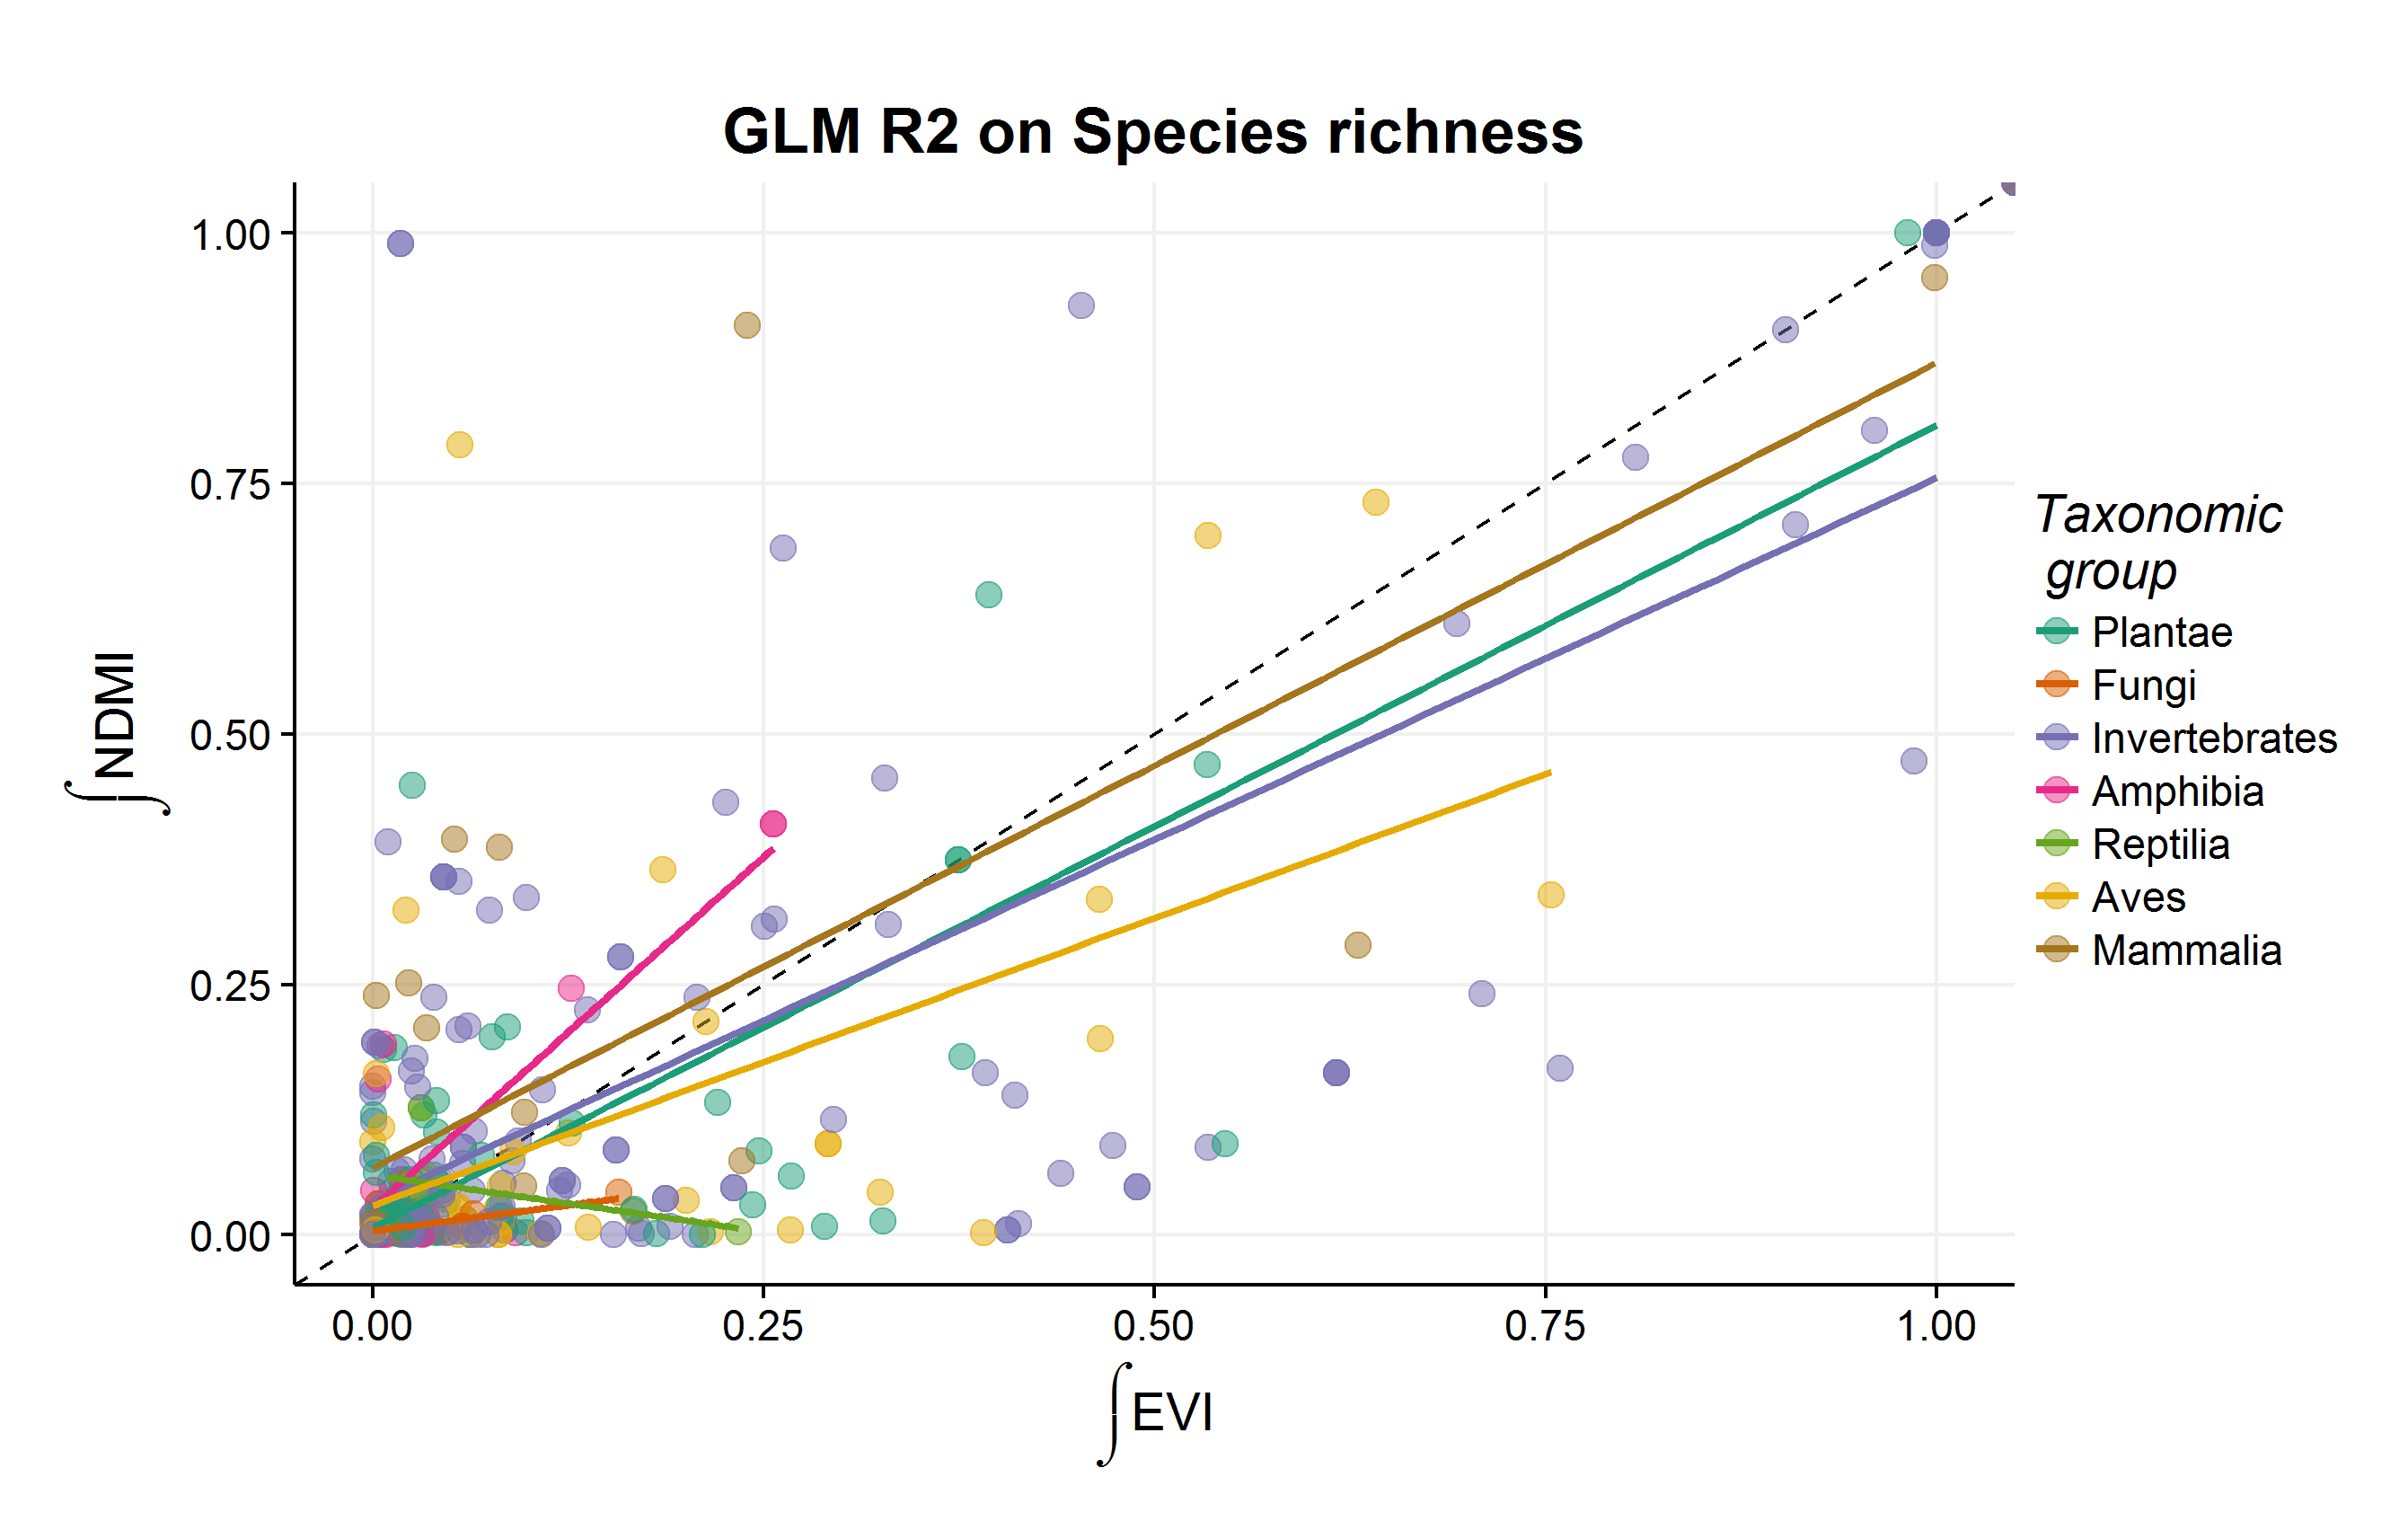 GLM R2 on Species richness
∫NDMI
1.00
0.75
0.50
0.25
0.00
0.00 0.25 0.50 0.75 1.00
∫EVI
Taxonomic
group
Plantae
Fungi
Invertebrates
Amphibia
Reptilia
Aves
Mammalia